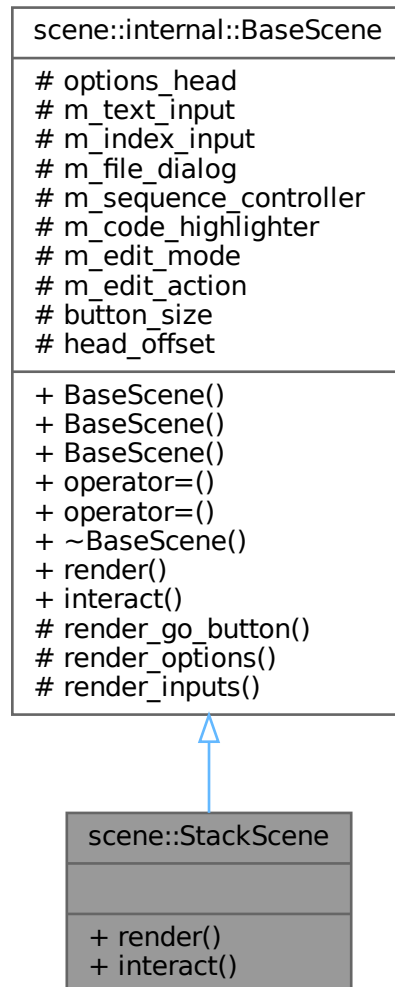 scene::internal::BaseScene
# options_head
# m_text_input
# m_index_input
# m_file_dialog
# m_sequence_controller
# m_code_highlighter
# m_edit_mode
# m_edit_action
# button_size
# head_offset
+ BaseScene()
+ BaseScene()
+ BaseScene()
+ operator=()
+ operator=()
+ ~BaseScene()
+ render()
+ interact()
# render_go_button()
# render_options()
# render_inputs()
scene::StackScene
+ render()
+ interact()